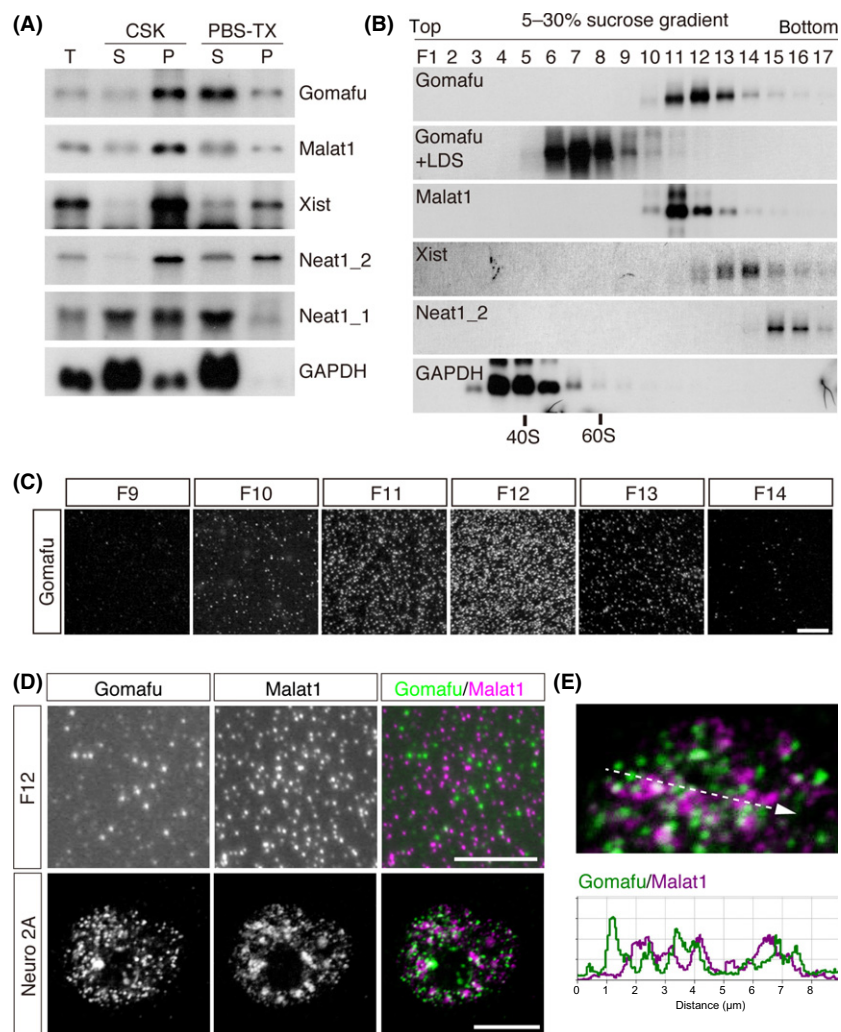 (A)
CSK PBS-TX
T S P S P
Gomafu
Malat1
Xist
Neat1_2
Neat1_1
GAPDH
(B)
Top 5–30% sucrose gradient Bottom
F1 2 3 4 5 6 7 8 9 10 11 12 13 14 15 16 17
Gomafu
Gomafu
+LDS
Malat1
Xist
Neat1_2
GAPDH
40S 60S
(C)
F9 F10 F11 F12 F13 F14
Gomafu
(D)
Gomafu Malat1 Gomafu/Malat1
F12
Neuro 2A
(E)
Gomafu/Malat1
0 1 2 3 4 5 6 7 8
Distance (μm)